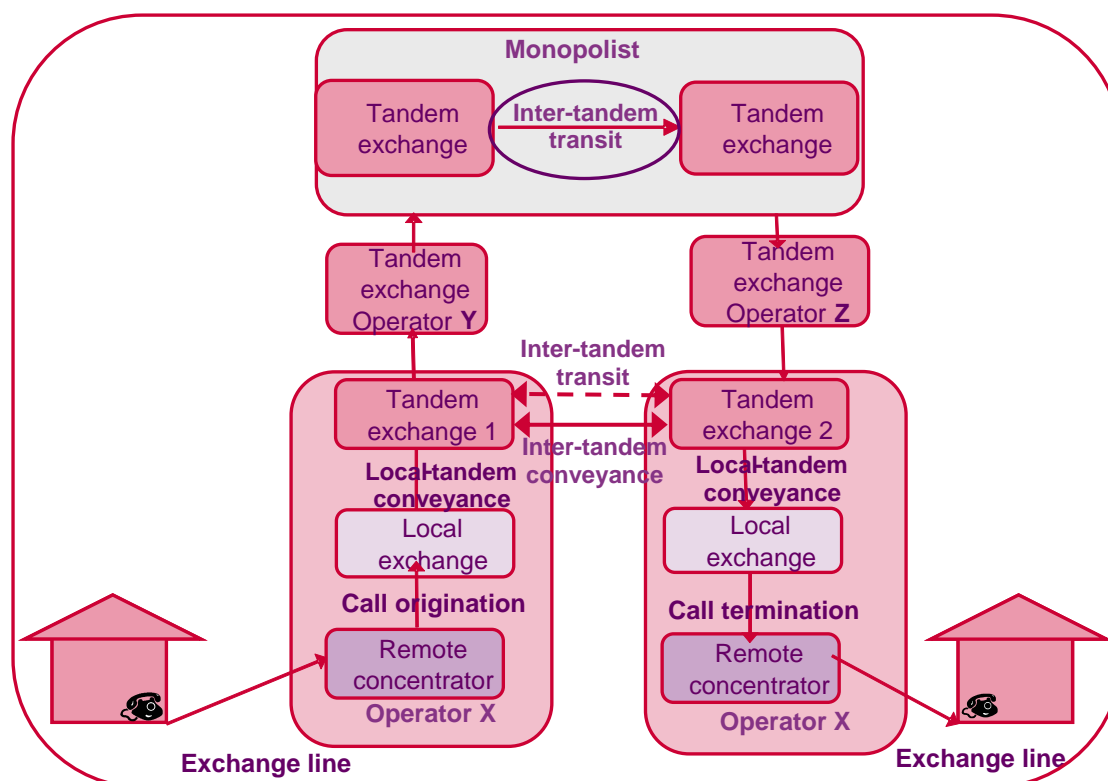 Monopolist
Tandem
exchange
Inter-tandem
transit
Tandem
exchange
Tandem
exchange
Operator Y
Tandem
exchange
Operator Z
Inter-tandem
transit
Tandem
exchange 1
Tandem
exchange 2
Inter-tandem
conveyance
Local-tandem
conveyance
Local-tandem
conveyance
Local
exchange
Local
exchange
Call origination
Call termination
Remote
concentrator
Remote
concentrator
Operator X
Operator X
Exchange line
Exchange line